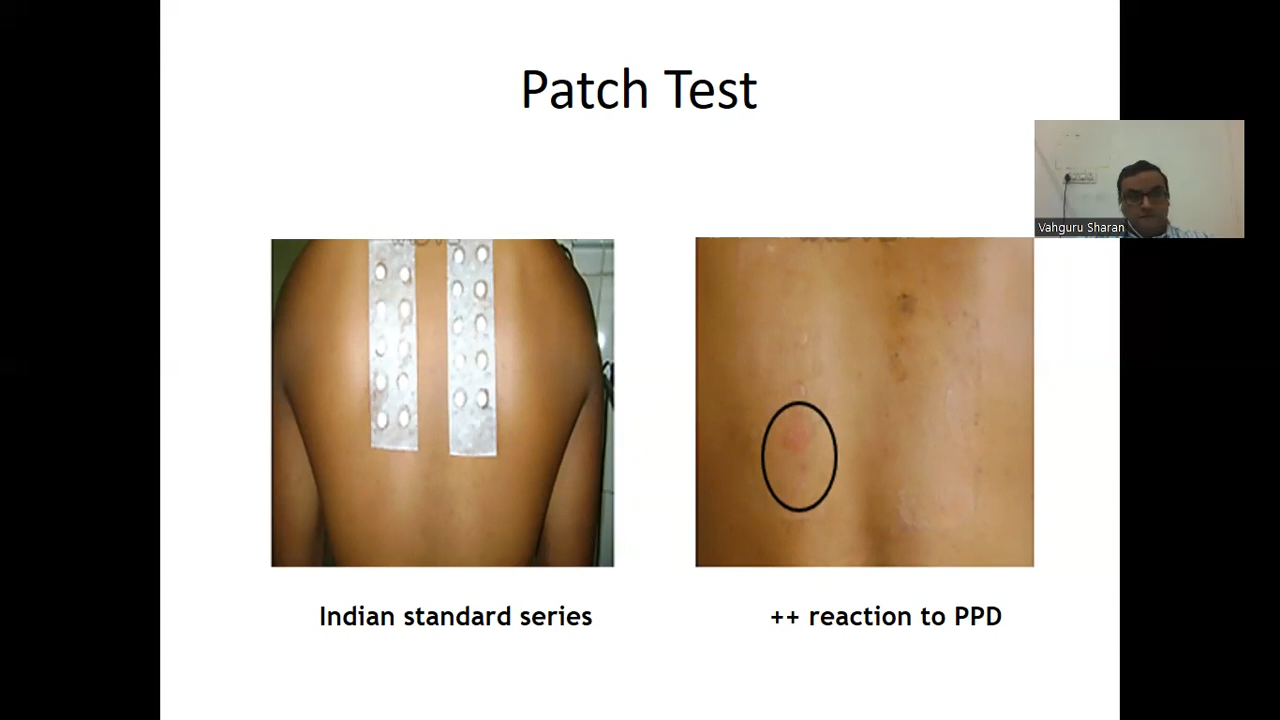 Patch Test
Vahguru Sharan
Indian standard series
++ reaction to PPD